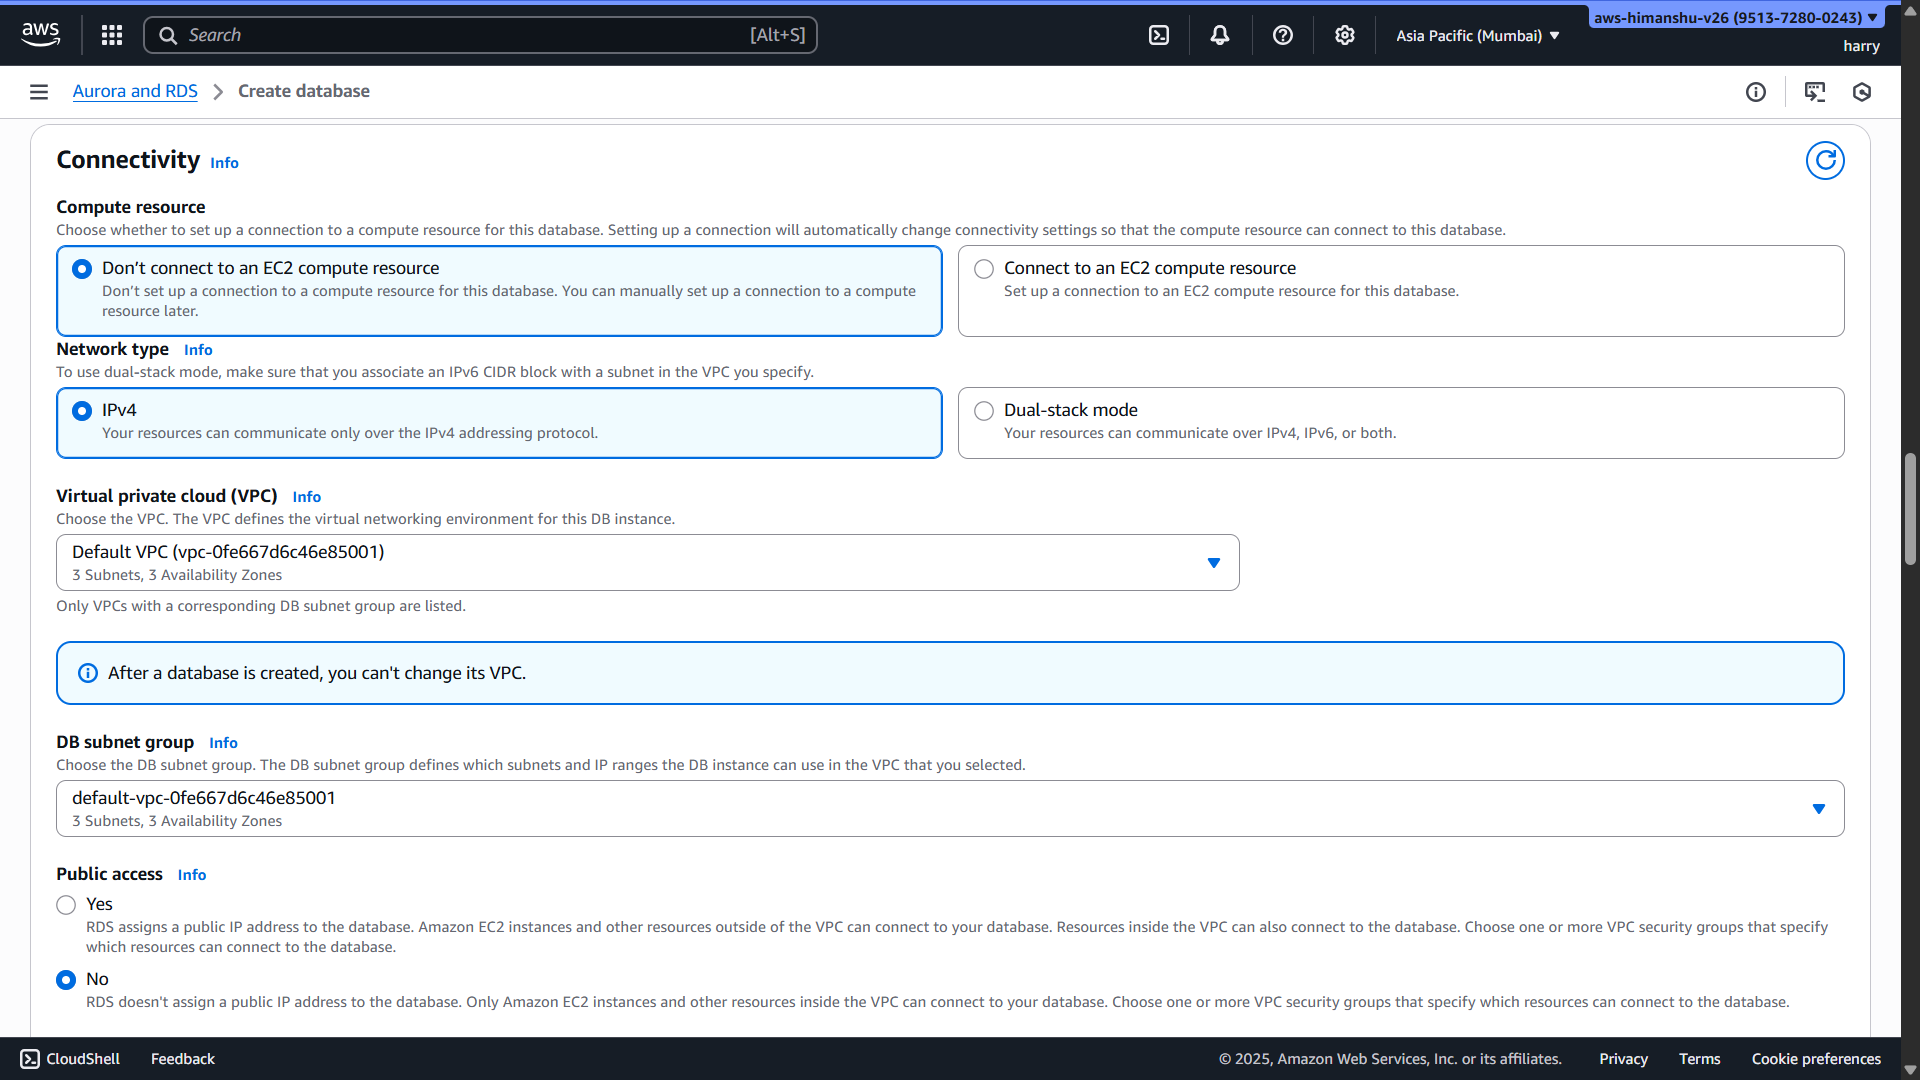 aws
Search
[Alt+S]
Asia Pacific (Mumbai)
aws-himanshu-v26 (9513-7280-0243)
harry
Aurora and RDS
Create database
Connectivity Info
Compute resource
Choose whether to set up a connection to a compute resource for this database. Setting up a connection will automatically change connectivity settings so that the compute resource can connect to this database.
Don’t connect to an EC2 compute resource
Don’t set up a connection to a compute resource for this database. You can manually set up a connection to a compute
resource later.
Connect to an EC2 compute resource
Set up a connection to an EC2 compute resource for this database.
Network type Info
To use dual-stack mode, make sure that you associate an IPv6 CIDR block with a subnet in the VPC you specify.
IPv4
Your resources can communicate only over the IPv4 addressing protocol.
Dual-stack mode
Your resources can communicate over IPv4, IPv6, or both.
Virtual private cloud (VPC) Info
Choose the VPC. The VPC defines the virtual networking environment for this DB instance.
Default VPC (vpc-0fe667d6c46e85001)
3 Subnets, 3 Availability Zones
Only VPCs with a corresponding DB subnet group are listed.
After a database is created, you can't change its VPC.
DB subnet group Info
Choose the DB subnet group. The DB subnet group defines which subnets and IP ranges the DB instance can use in the VPC that you selected.
default-vpc-0fe667d6c46e85001
3 Subnets, 3 Availability Zones
Public access Info
Yes
RDS assigns a public IP address to the database. Amazon EC2 instances and other resources outside of the VPC can connect to your database. Resources inside the VPC can also connect to the database. Choose one or more VPC security groups that specify
which resources can connect to the database.
No
RDS doesn't assign a public IP address to the database. Only Amazon EC2 instances and other resources inside the VPC can connect to your database. Choose one or more VPC security groups that specify which resources can connect to the database.
CloudShell
Feedback
© 2025, Amazon Web Services, Inc. or its affiliates.
Privacy
Terms
Cookie preferences